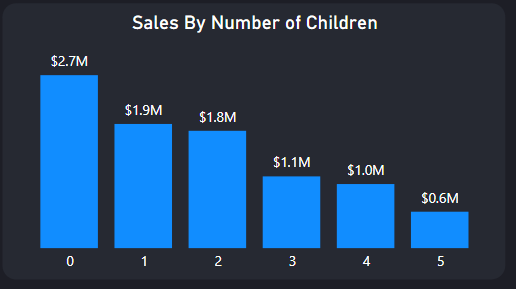 Sales By Number of Children
$2.7M
$1.9M
$1.8M
$1.1M
$1.0M
$0.6M
0 1 2 3 4 5